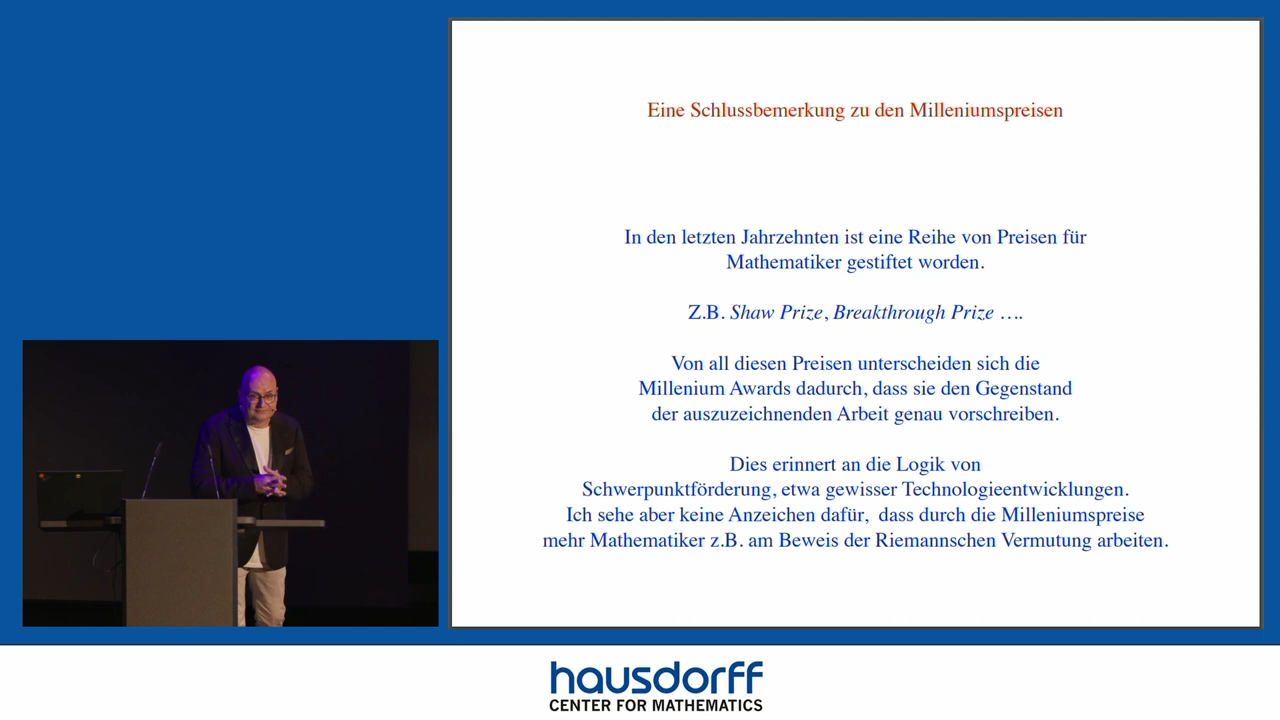 Eine Schlussbemerkung zu den Milleniumspreisen
In den letzten Jahrzehnten ist eine Reihe von Preisen für
Mathematiker gestiftet worden.
Z.B. Shaw Prize, Breakthrough Prize ….
Von all diesen Preisen unterscheiden sich die
Millenium Awards dadurch, dass sie den Gegenstand
der auszuzeichnenden Arbeit genau vorschreiben.
Dies erinnert an die Logik von
Schwerpunktförderung, etwa gewisser Technologieentwicklungen.
Ich sehe aber keine Anzeichen dafür, dass durch die Milleniumspreise
mehr Mathematiker z.B. am Beweis der Riemannschen Vermutung arbeiten.
hausdorff
CENTER FOR MATHEMATICS